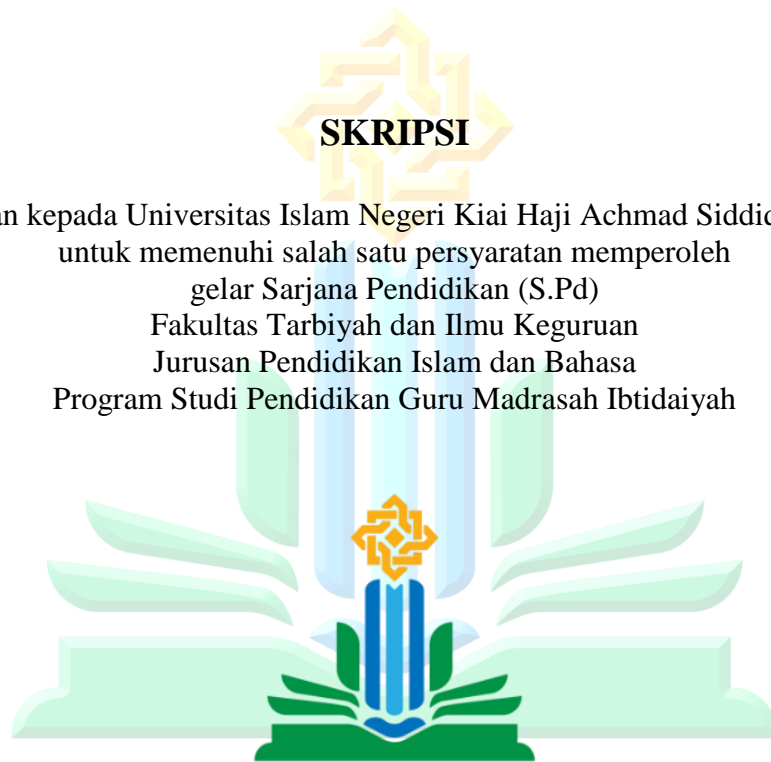 SKRIPSI
kepada Universitas Islam Negeri Kiai Haji Achmad
untuk memenuhi salah satu persyaratan memperoleh
gelar Sarjana Pendidikan (S.Pd)
Fakultas Tarbiyah dan Ilmu Keguruan
Jurusan Pendidikan Islam dan Bahasa
Program Studi Pendidikan Guru Madrasah Ibtidaiyah